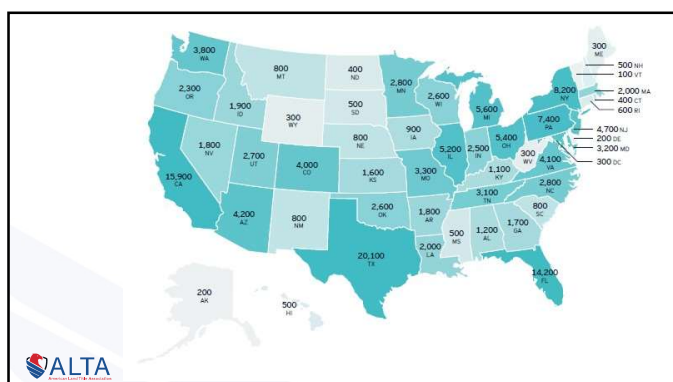 3,800
WA
800
MT
400
ND
300
ME
500 NH
100 VT
2,300
OR
1,900
ID
500
SD
2,800
MN
2,600
WI
5,600
MI
8,200
NY
2,000 MA
400 CT
600 RI
300
WY
800
NE
900
IA
7,400
PA
4,700 NJ
200 DE
3,200 MD
300 DC
1,800
NV
2,700
UT
4,000
CO
5,200
IL
2,500
IN
5,400
OH
300
WV
4,100
VA
15,900
CA
1,600
KS
3,300
MO
1,100
KY
2,800
NC
4,200
AZ
800
NM
2,600
OK
1,800
AR
3,100
TN
800
SC
20,100
TX
2,000
LA
500
MS
1,200
AL
1,700
GA
14,200
FL
200
AK
500
HI
ALTA
American Land Title Association